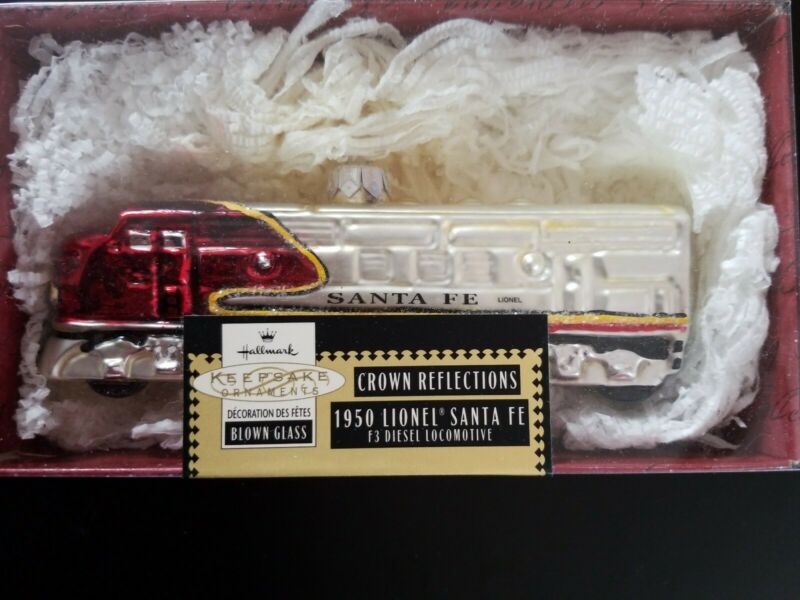 SANTA FE LIONEL
Hallmark
KEEPSAKE
ORNAMENTS
DÉCORATION DES FÊTES
BLOWN GLASS
CROWN REFLECTIONS
1950 LIONEL® SANTA FE
F3 DIESEL LOCOMOTIVE